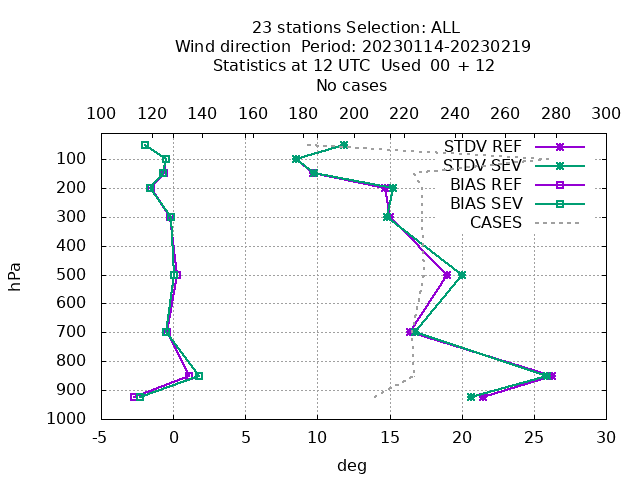 23 stations Selection: ALL
Wind direction  Period: 20230114-20230219
Statistics at 12 UTC  Used  00 + 12
No cases
100 120 140 160 180 200 220 240 260 280 300
STDV REF
STDV SEV
BIAS REF
BIAS SEV
CASES
100
200
300
400
500
600
700
800
900
1000
hPa
-5 0 5 10 15 20 25 30
deg